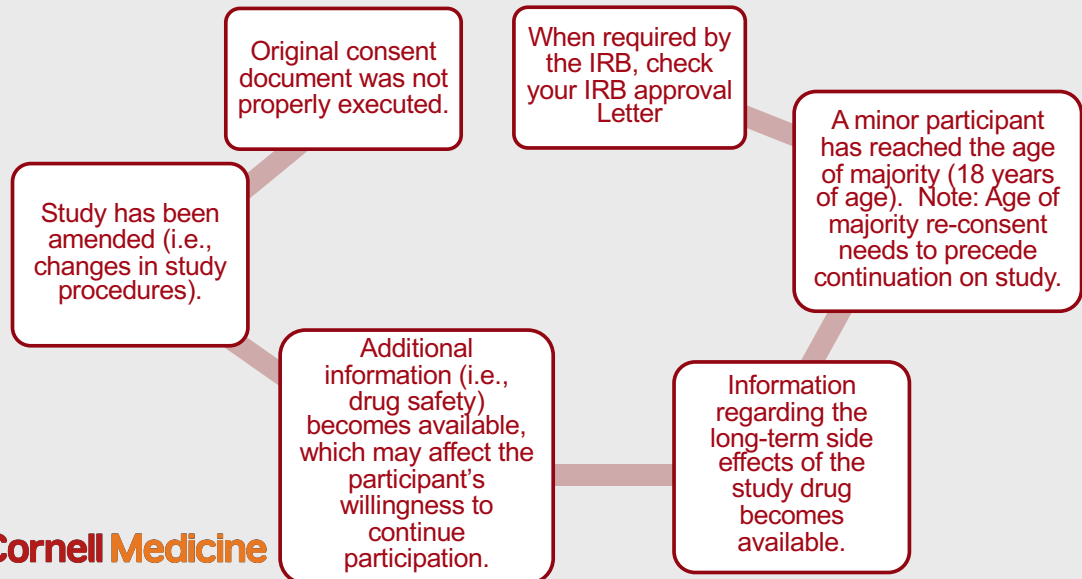 Original consent
document was not
properly executed.
When required by
the IRB, check
your IRB approval
Letter
A minor participant
has reached the age
of majority (18 years
of age).  Note: Age of
majority re-consent
needs to precede
continuation on study.
Study has been
amended (i.e.,
changes in study
procedures).
Additional
information (i.e.,
drug safety)
becomes available,
which may affect the
participant’s
willingness to
continue
participation.
Information
regarding the
long-term side
effects of the
study drug
becomes
available.
Cornell Medicine